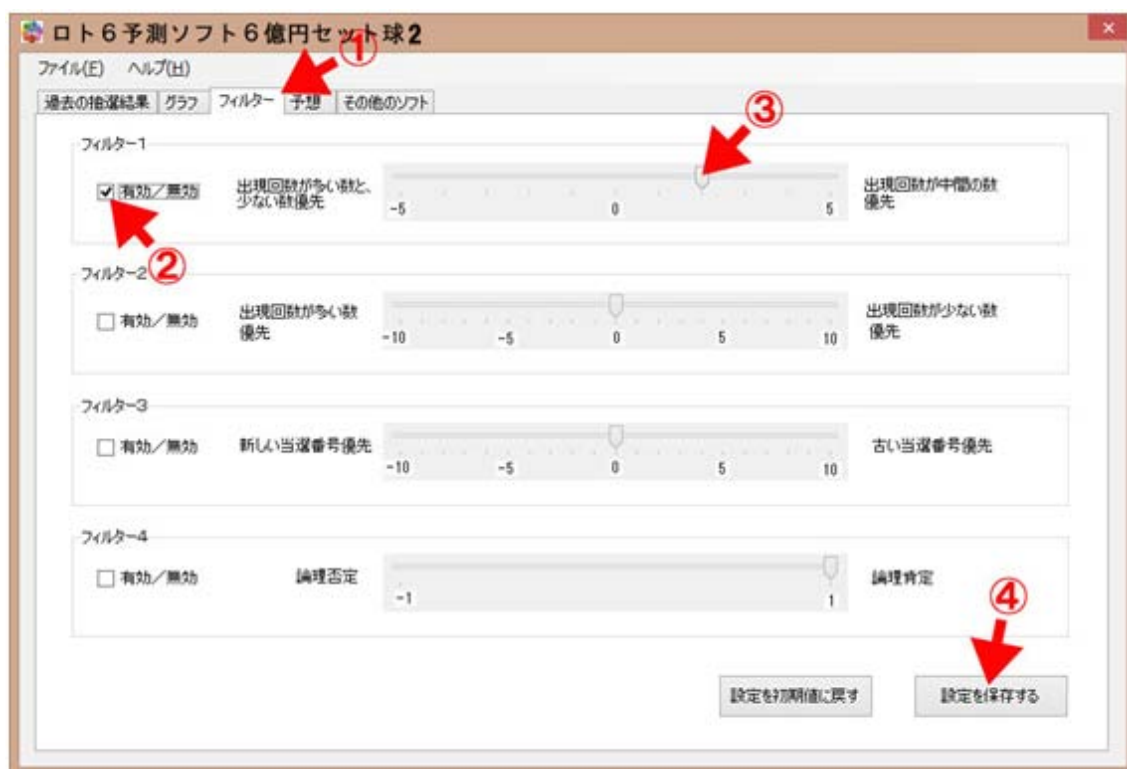 ロト6予測ソフト6億円セット球2
ファイル(F) ヘルプ(H)
過去の抽選結果 グラフ フィルター 予想 その他のソフト
①
②
③
④
フィルター1
有効／無効
出現回数が多い数と、
少ない数優先
-5 0 5
出現回数が中間の数
優先
フィルター2
有効／無効
出現回数が多い数
優先
-10 -5 0 5 10
出現回数が少ない数
優先
フィルター3
有効／無効
新しい当選番号優先
-10 -5 0 5 10
古い当選番号優先
フィルター4
有効／無効
論理否定
-1 1
論理肯定
設定を初期値に戻す
設定を保存する